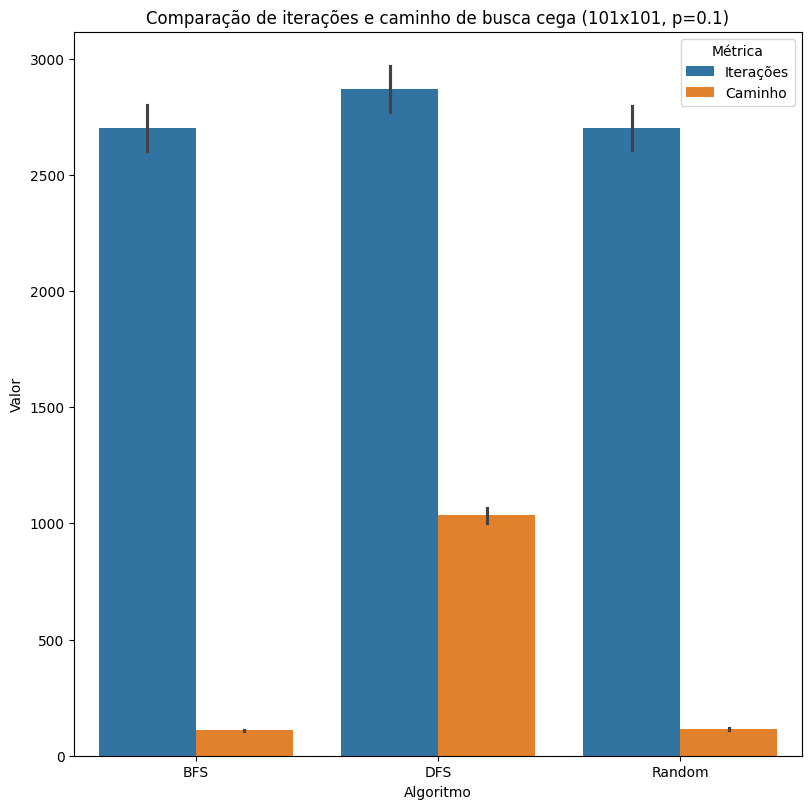 Comparação de iterações e caminho de busca cega (101x101, p=0.1)
Métrica
Iterações
Caminho
3000
2500
2000
1500
1000
500
0
Valor
BFS
DFS
Random
Algoritmo